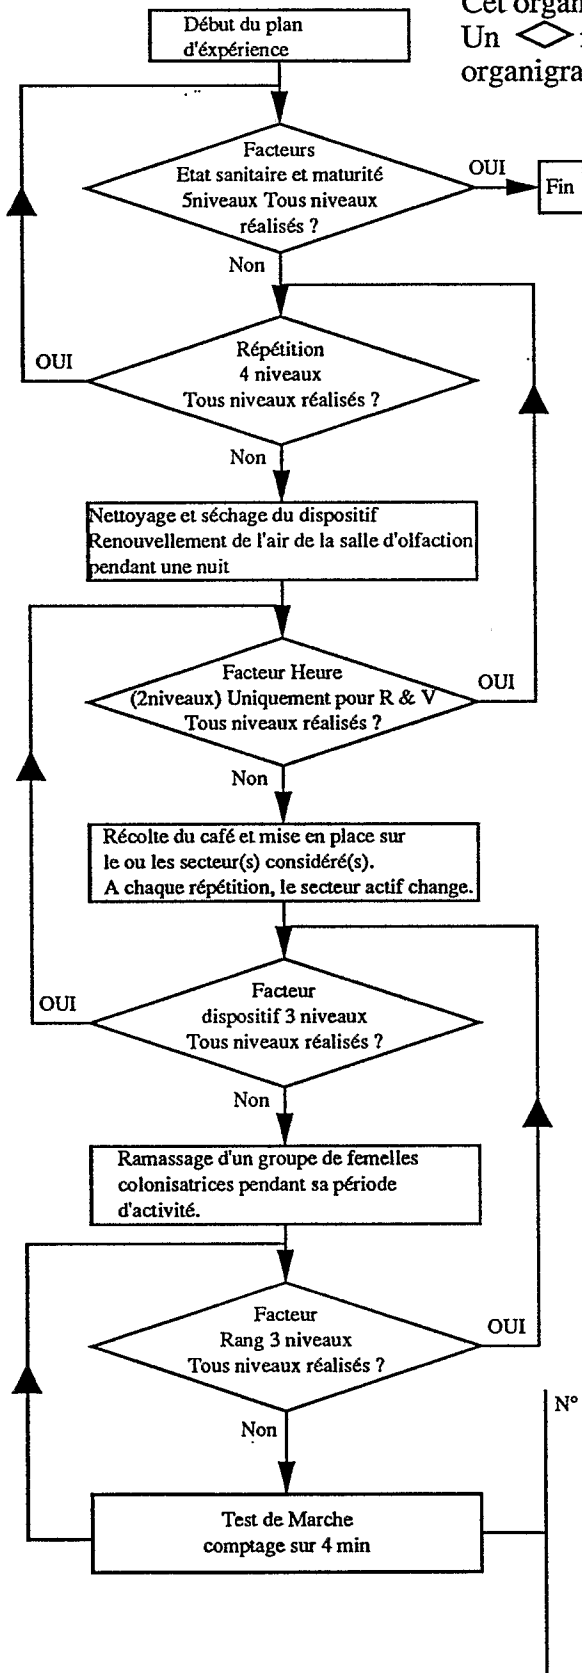 Début du plan
d'éxpérience
Cet organ
Un
organigra
Facteurs
Etat sanitaire et maturité
5niveaux Tous niveaux
réalisés ?
OUI
Fin
Non
Répétition
4 niveaux
Tous niveaux réalisés ?
OUI
Non
Nettoyage et séchage du dispositif
Renouvellement de l'air de la salle d'olfaction
pendant une nuit
Facteur Heure
(2niveaux) Uniquement pour R & V
Tous niveaux réalisés ?
OUI
Non
Récolte du café et mise en place sur
le ou les secteur(s) considéré(s).
A chaque répétition, le secteur actif change.
Facteur
dispositif 3 niveaux
Tous niveaux réalisés ?
OUI
Non
Ramassage d'un groupe de femelles
colonisatrices pendant sa période
d'activité.
Facteur
Rang 3 niveaux
Tous niveaux réalisés ?
OUI
Non
N°
Test de Marche
comptage sur 4 min